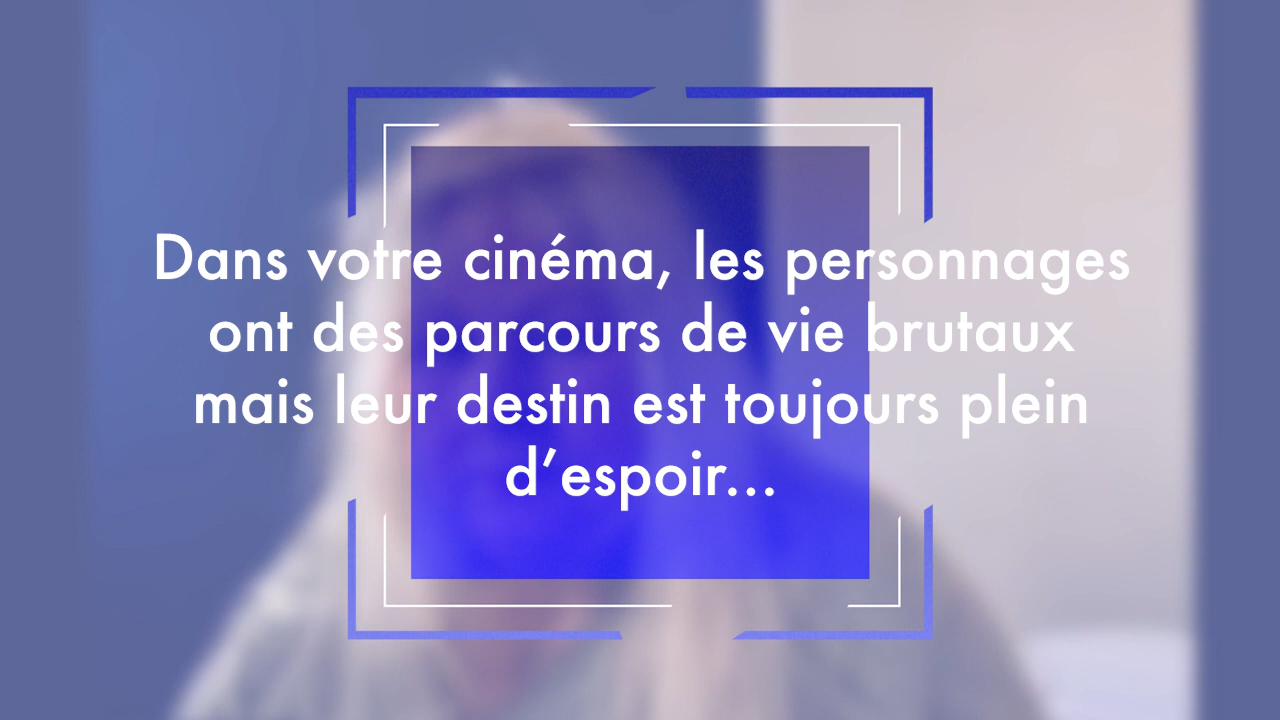 Dans votre cinéma, les personnages
ont des parcours de vie brutaux
mais leur destin est toujours plein
d’espoir...